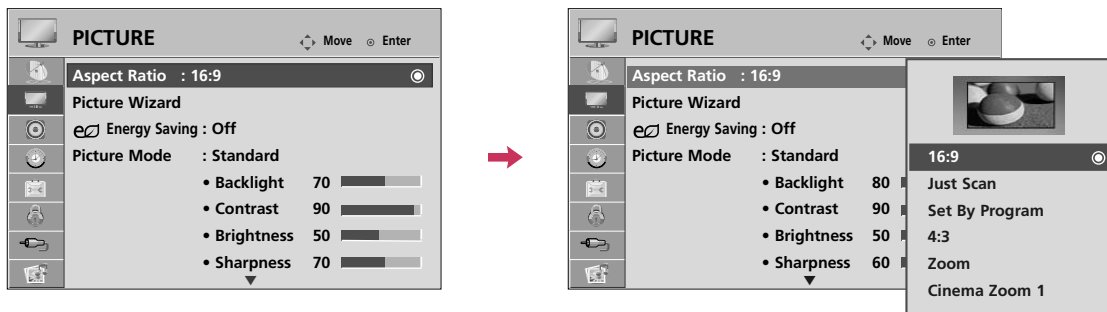 PICTURE Move Enter
Aspect Ratio : 16:9
Picture Wizard
e Energy Saving : Off
Picture Mode : Standard
• Backlight 70
• Contrast 90
• Brightness 50
• Sharpness 70
PICTURE Move Enter
Aspect Ratio : 16:9
Picture Wizard
e Energy Saving : Off
Picture Mode : Standard
• Backlight 80
• Contrast 90
• Brightness 50
• Sharpness 60
16:9
Just Scan
Set By Program
4:3
Zoom
Cinema Zoom 1